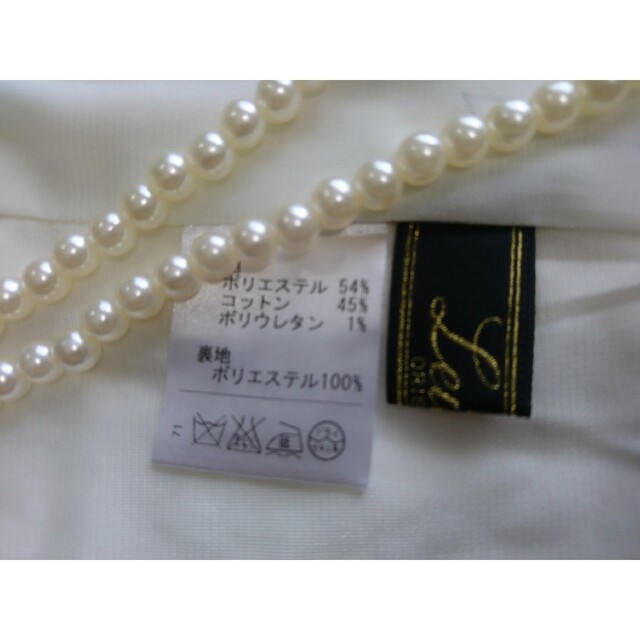 ポリエステル 54%
コットン 45%
ポリウレタン 1%
裏地
ポリエステル100%